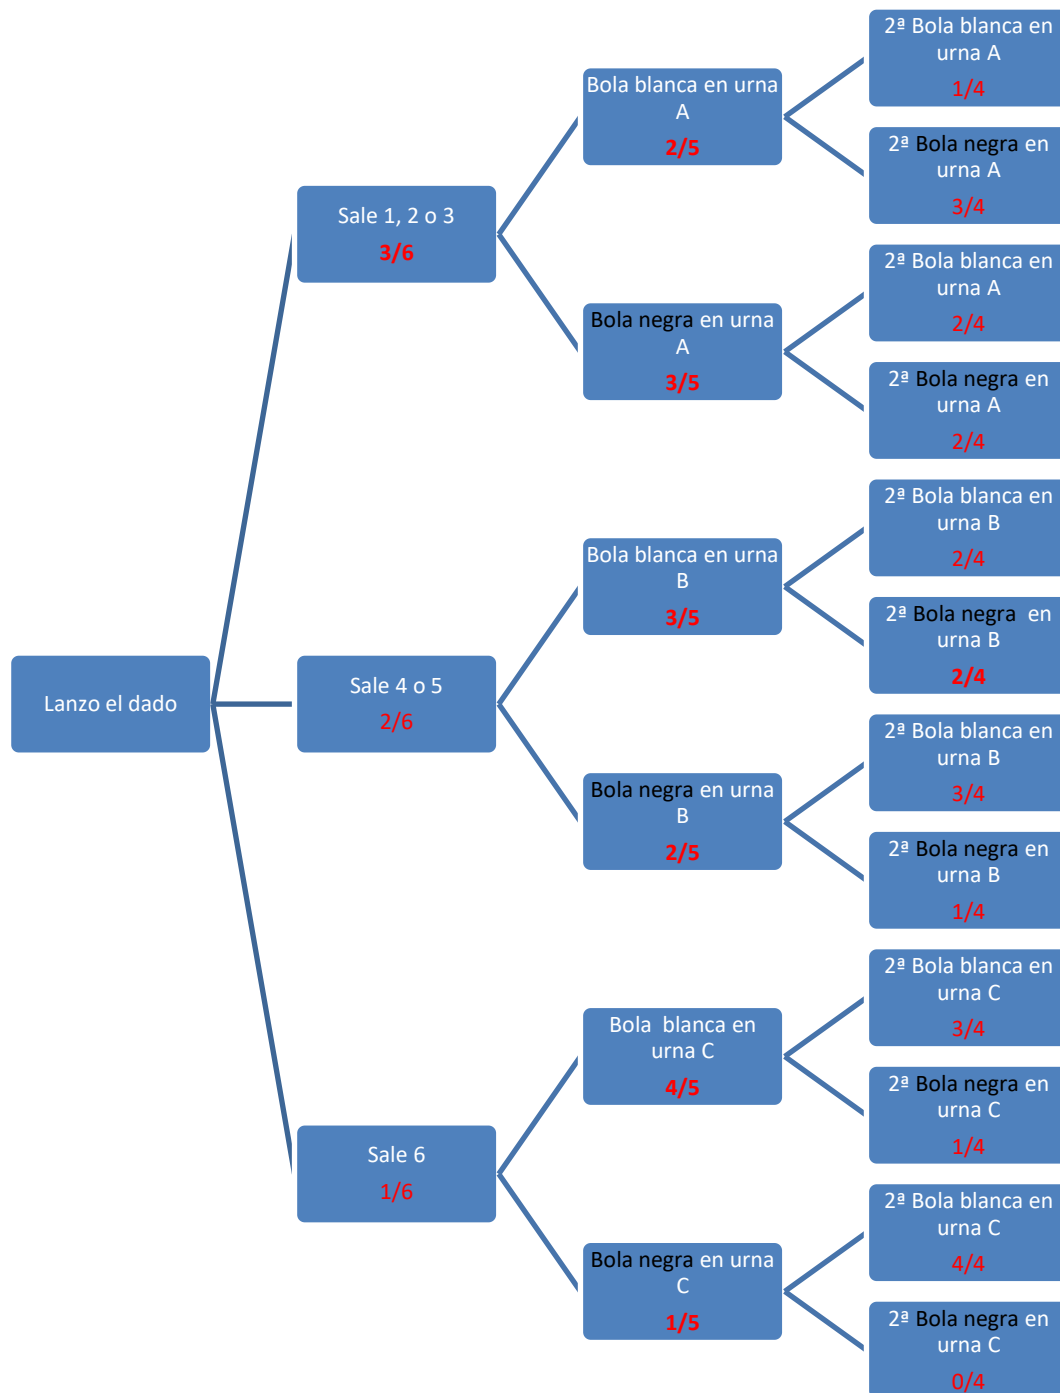 Lanzo el dado
Sale 1, 2 o 3
3/6
Bola blanca en urna
A
2/5
2ª Bola blanca en
urna A
1/4
2ª Bola negra en
urna A
3/4
Bola negra en urna
A
3/5
2ª Bola blanca en
urna A
2/4
2ª Bola negra en
urna A
2/4
Sale 4 o 5
2/6
Bola blanca en urna
B
3/5
2ª Bola blanca en
urna B
2/4
2ª Bola negra en
urna B
2/4
Bola negra en urna
B
2/5
2ª Bola blanca en
urna B
3/4
2ª Bola negra en
urna B
1/4
Sale 6
1/6
Bola blanca en
urna C
4/5
2ª Bola blanca en
urna C
3/4
2ª Bola negra en
urna C
1/4
Bola negra en urna
C
1/5
2ª Bola blanca en
urna C
4/4
2ª Bola negra en
urna C
0/4